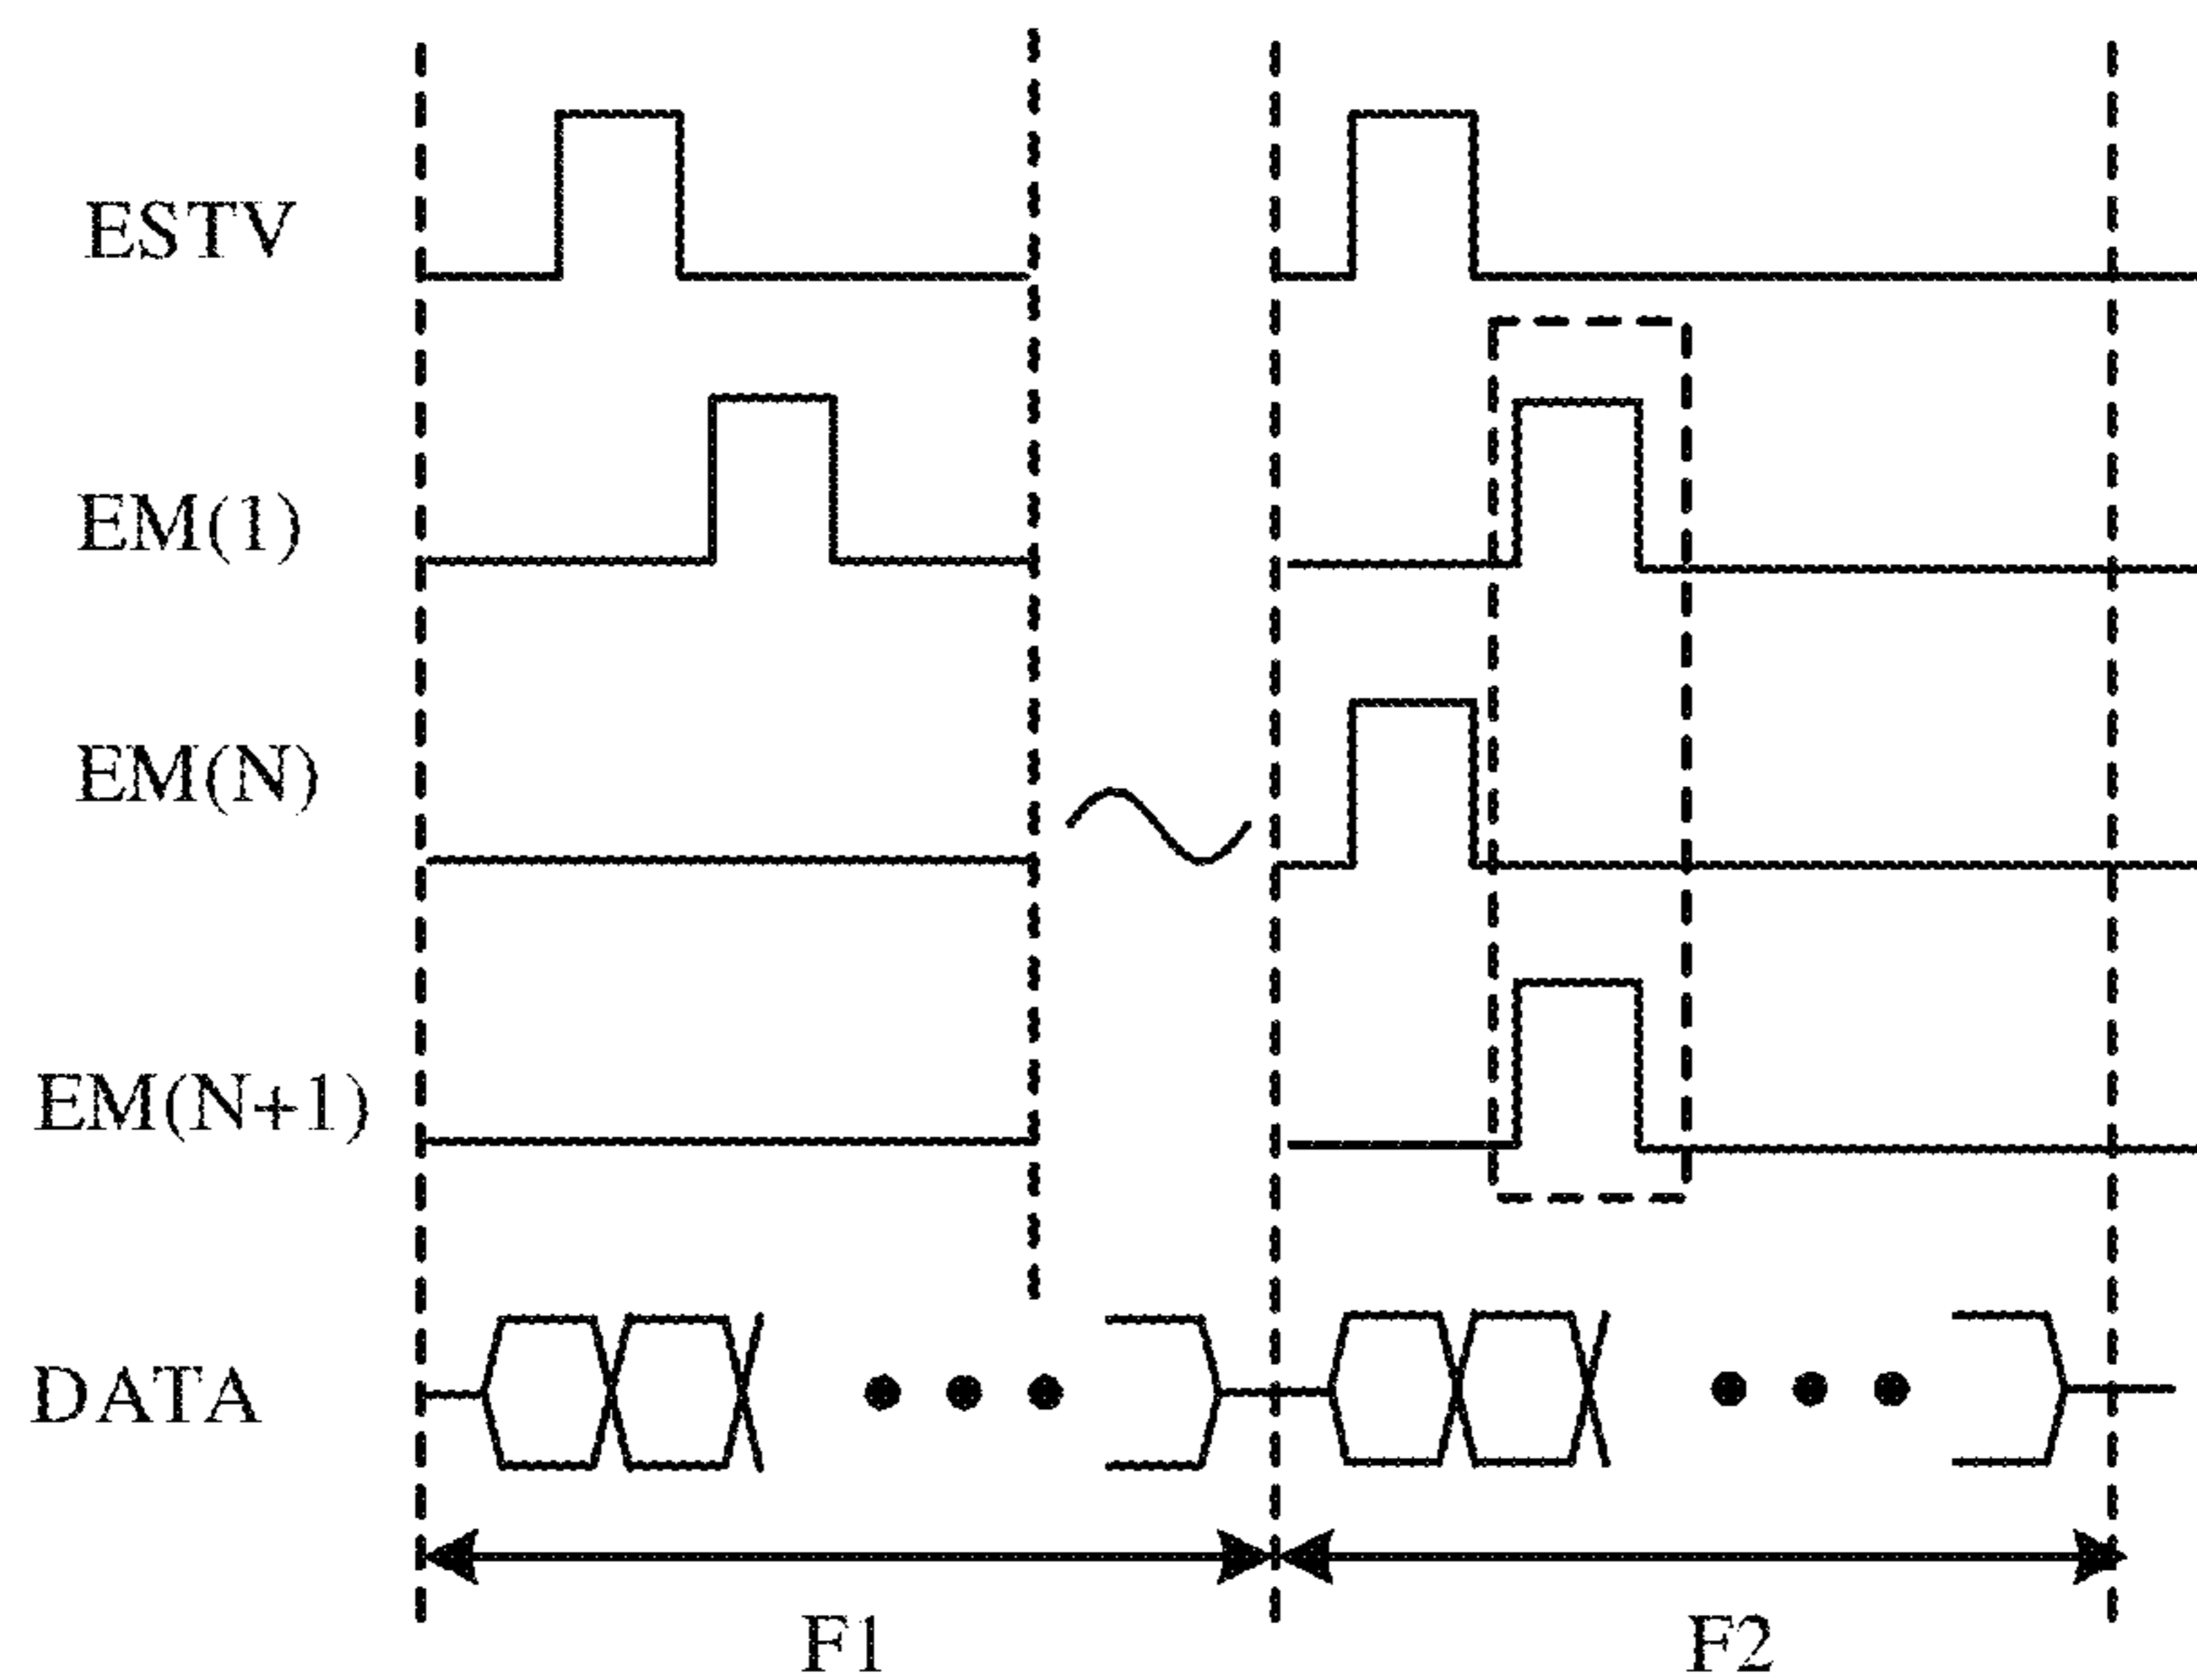 ESTV
EM(1)
EM(N)
EM(N+1)
DATA
F1 F2